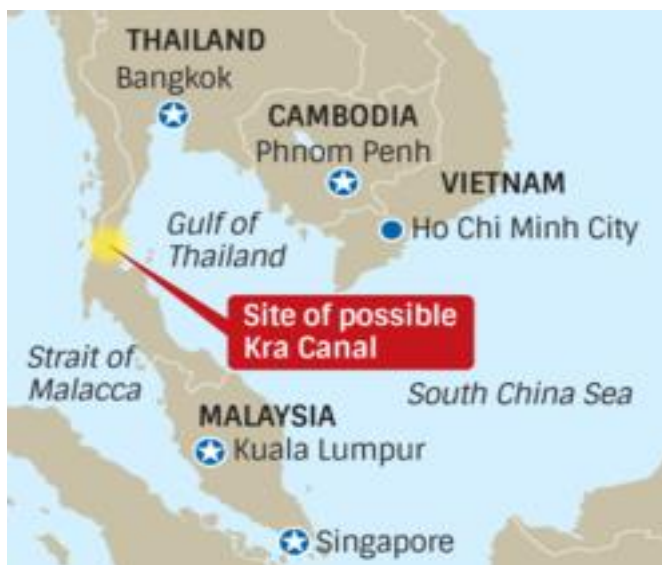 THAILAND
Bangkok
CAMBODIA
Phnom Penh
VIETNAM
Ho Chi Minh City
Gulf of
Thailand
Site of possible
Kra Canal
Strait of
Malacca
South China Sea
MALAYSIA
Kuala Lumpur
Singapore